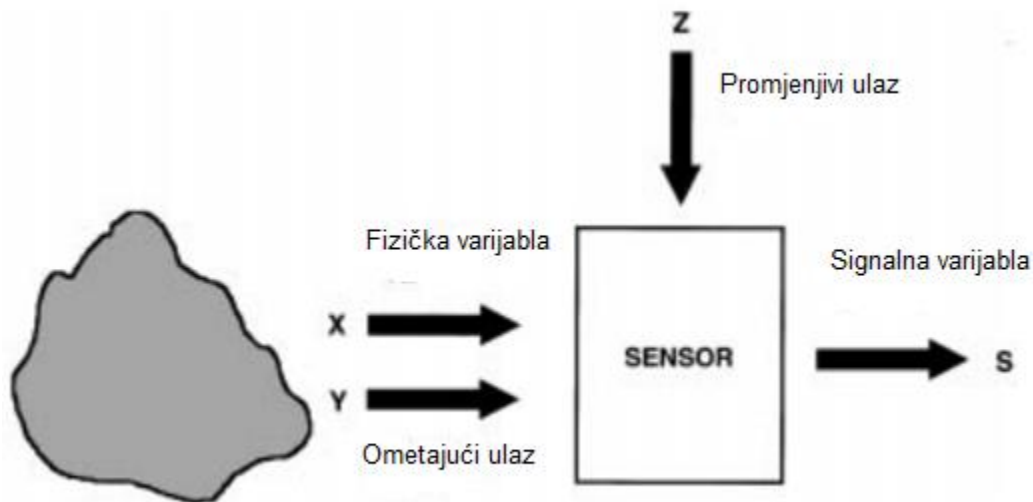 Z
Promjenjivi ulaz
Fizička varijabla
Signalna varijabla
X
SENSOR
S
Y
Ometajući ulaz